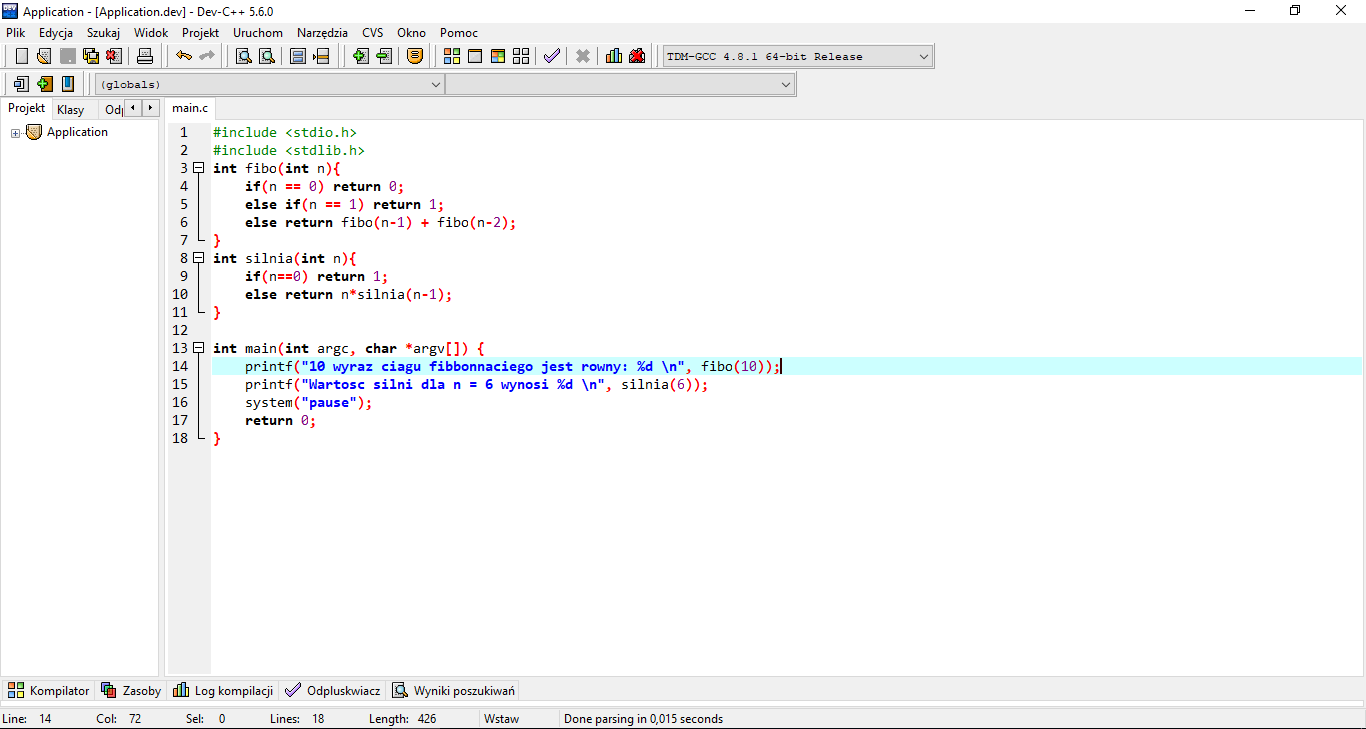 Application - [Application.dev] - Dev-C++ 5.6.0
Plik Edycja Szukaj Widok Projekt Uruchom Narzędzia CVS Okno Pomoc
TDM-GCC 4.8.1 64-bit Release
(globals)
Projekt Klasy Odp
main.c
Application
1 #include <stdio.h>
2 #include <stdlib.h>
3 int fibo(int n){
4     if(n == 0) return 0;
5     else if(n == 1) return 1;
6     else return fibo(n-1) + fibo(n-2);
7 }
8 int silnia(int n){
9     if(n==0) return 1;
10     else return n*silnia(n-1);
11 }
12
13 int main(int argc, char *argv[]) {
14     printf("10 wyraz ciagu fibbonnaciego jest rowny: %d \n", fibo(10));
15     printf("Wartosc silni dla n = 6 wynosi %d \n", silnia(6));
16     system("pause");
17     return 0;
18 }
Kompilator Zasoby Log kompilacji Odpluskwiacz Wyniki poszukiwań
Line: 14 Col: 72 Sel: 0 Lines: 18 Length: 426 Wstaw Done parsing in 0,015 seconds